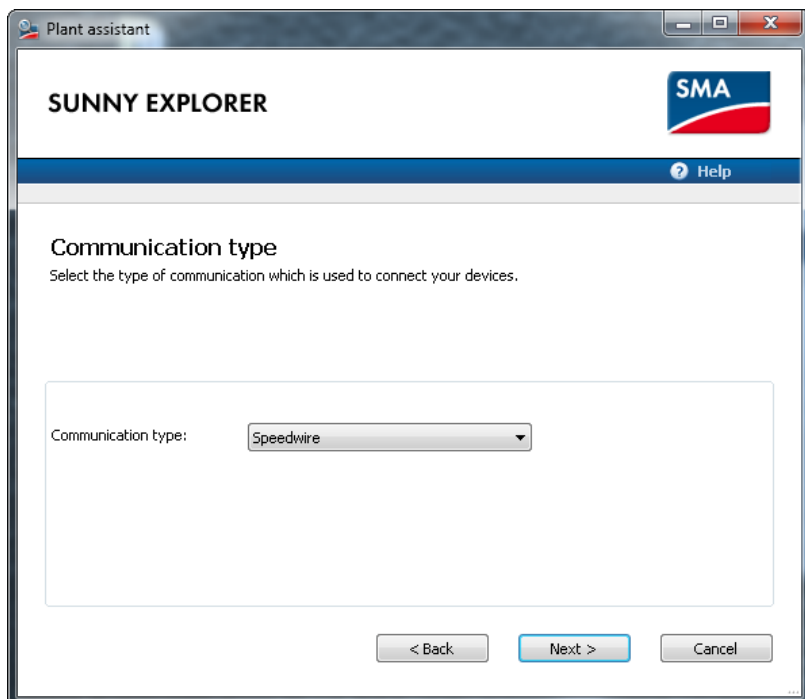 Plant assistant
SUNNY EXPLORER
SMA
? Help
Communication type
Select the type of communication which is used to connect your devices.
Communication type:
Speedwire
< Back
Next >
Cancel